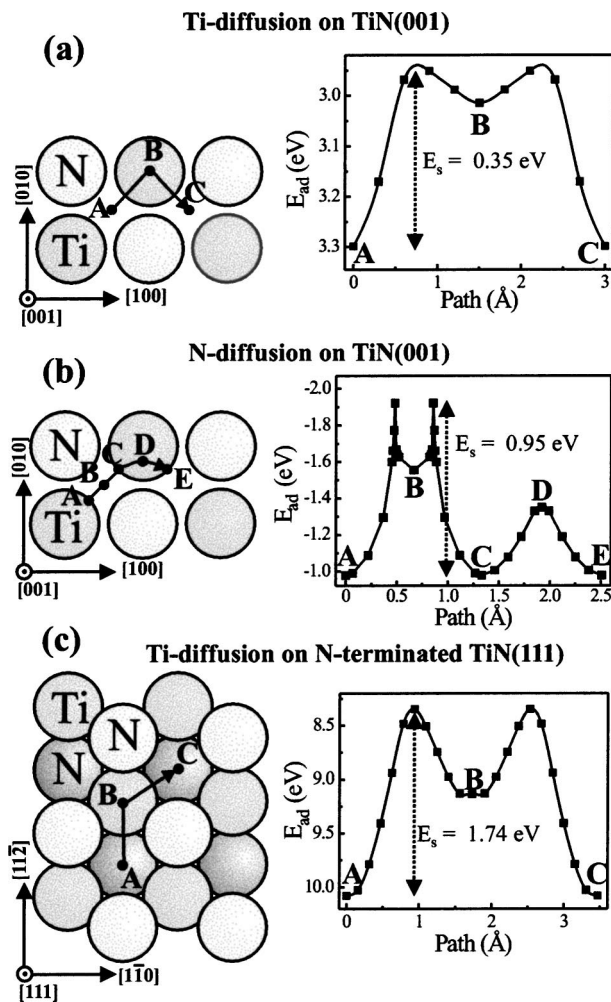 Ti-diffusion on TiN(001)
(a)
N
B
A
C
Ti
[010]
[100]
[001]
E_ad (eV)
3.0
3.1
3.2
3.3
A
B
C
E_s = 0.35 eV
0 1 2 3
Path (Å)
N-diffusion on TiN(001)
(b)
N
C
D
B
E
A
Ti
[010]
[100]
[001]
E_ad (eV)
-2.0
-1.8
-1.6
-1.4
-1.2
-1.0
A
B
C
D
E
E_s = 0.95 eV
0.0 0.5 1.0 1.5 2.0 2.5
Path (Å)
(c)
Ti-diffusion on N-terminated TiN(111)
Ti
N
N
C
B
A
[112̄]
[11̄0]
[111]
E_ad (eV)
8.5
9.0
9.5
10.0
A
B
C
E_s = 1.74 eV
0 1 2 3
Path (Å)